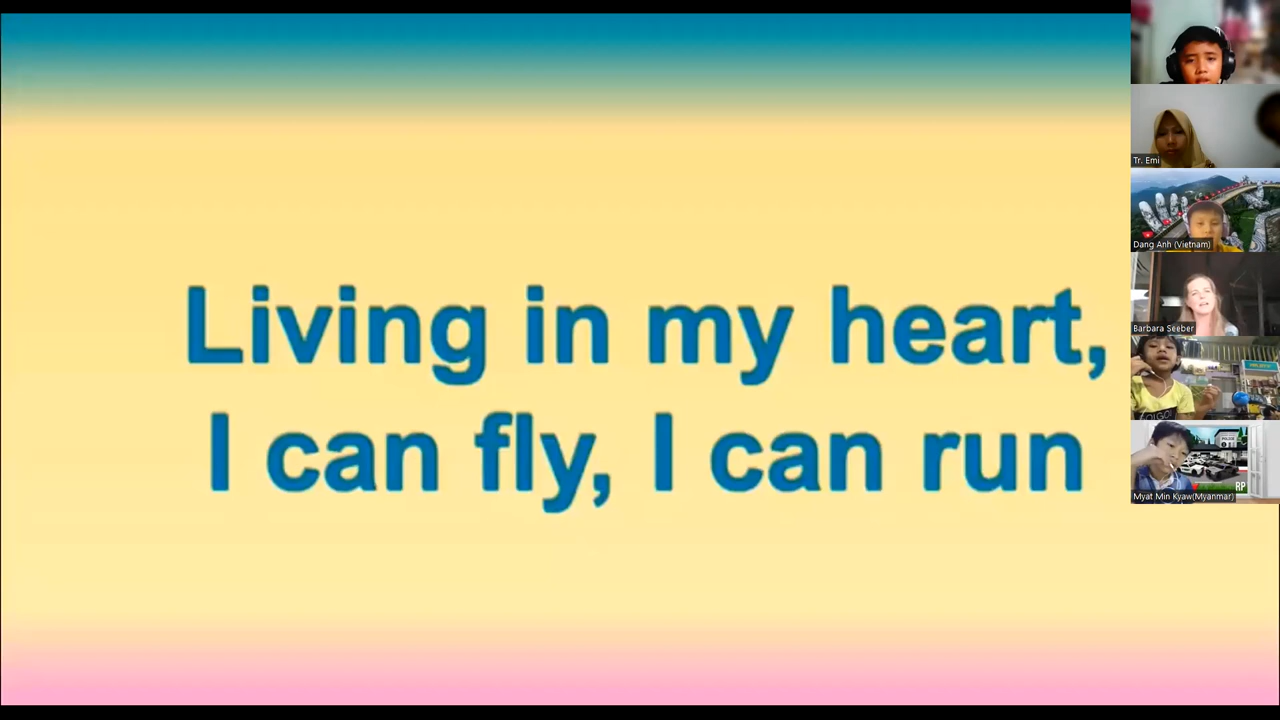 Living in my heart,
I can fly, I can run
Tr. Emi
Dang Anh (Vietnam)
Barbara Seeber
Myat Min Kyaw(Myanmar)
RP